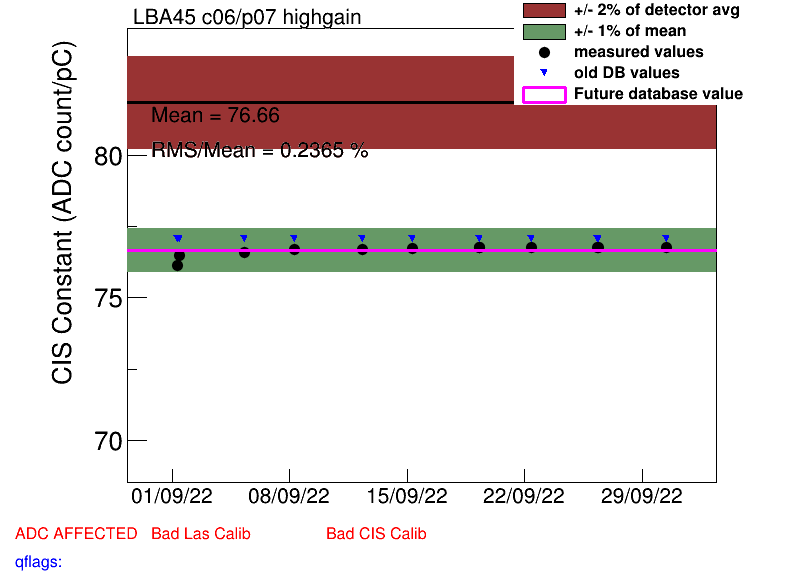 LBA45 c06/p07 highgain
+/- 2% of detector avg
+/- 1% of mean
measured values
old DB values
Future database value
Mean = 76.66
RMS/Mean = 0.2365 %
CIS Constant (ADC count/pC)
80
75
70
01/09/22 08/09/22 15/09/22 22/09/22 29/09/22
ADC AFFECTED Bad Las Calib Bad CIS Calib
qflags: